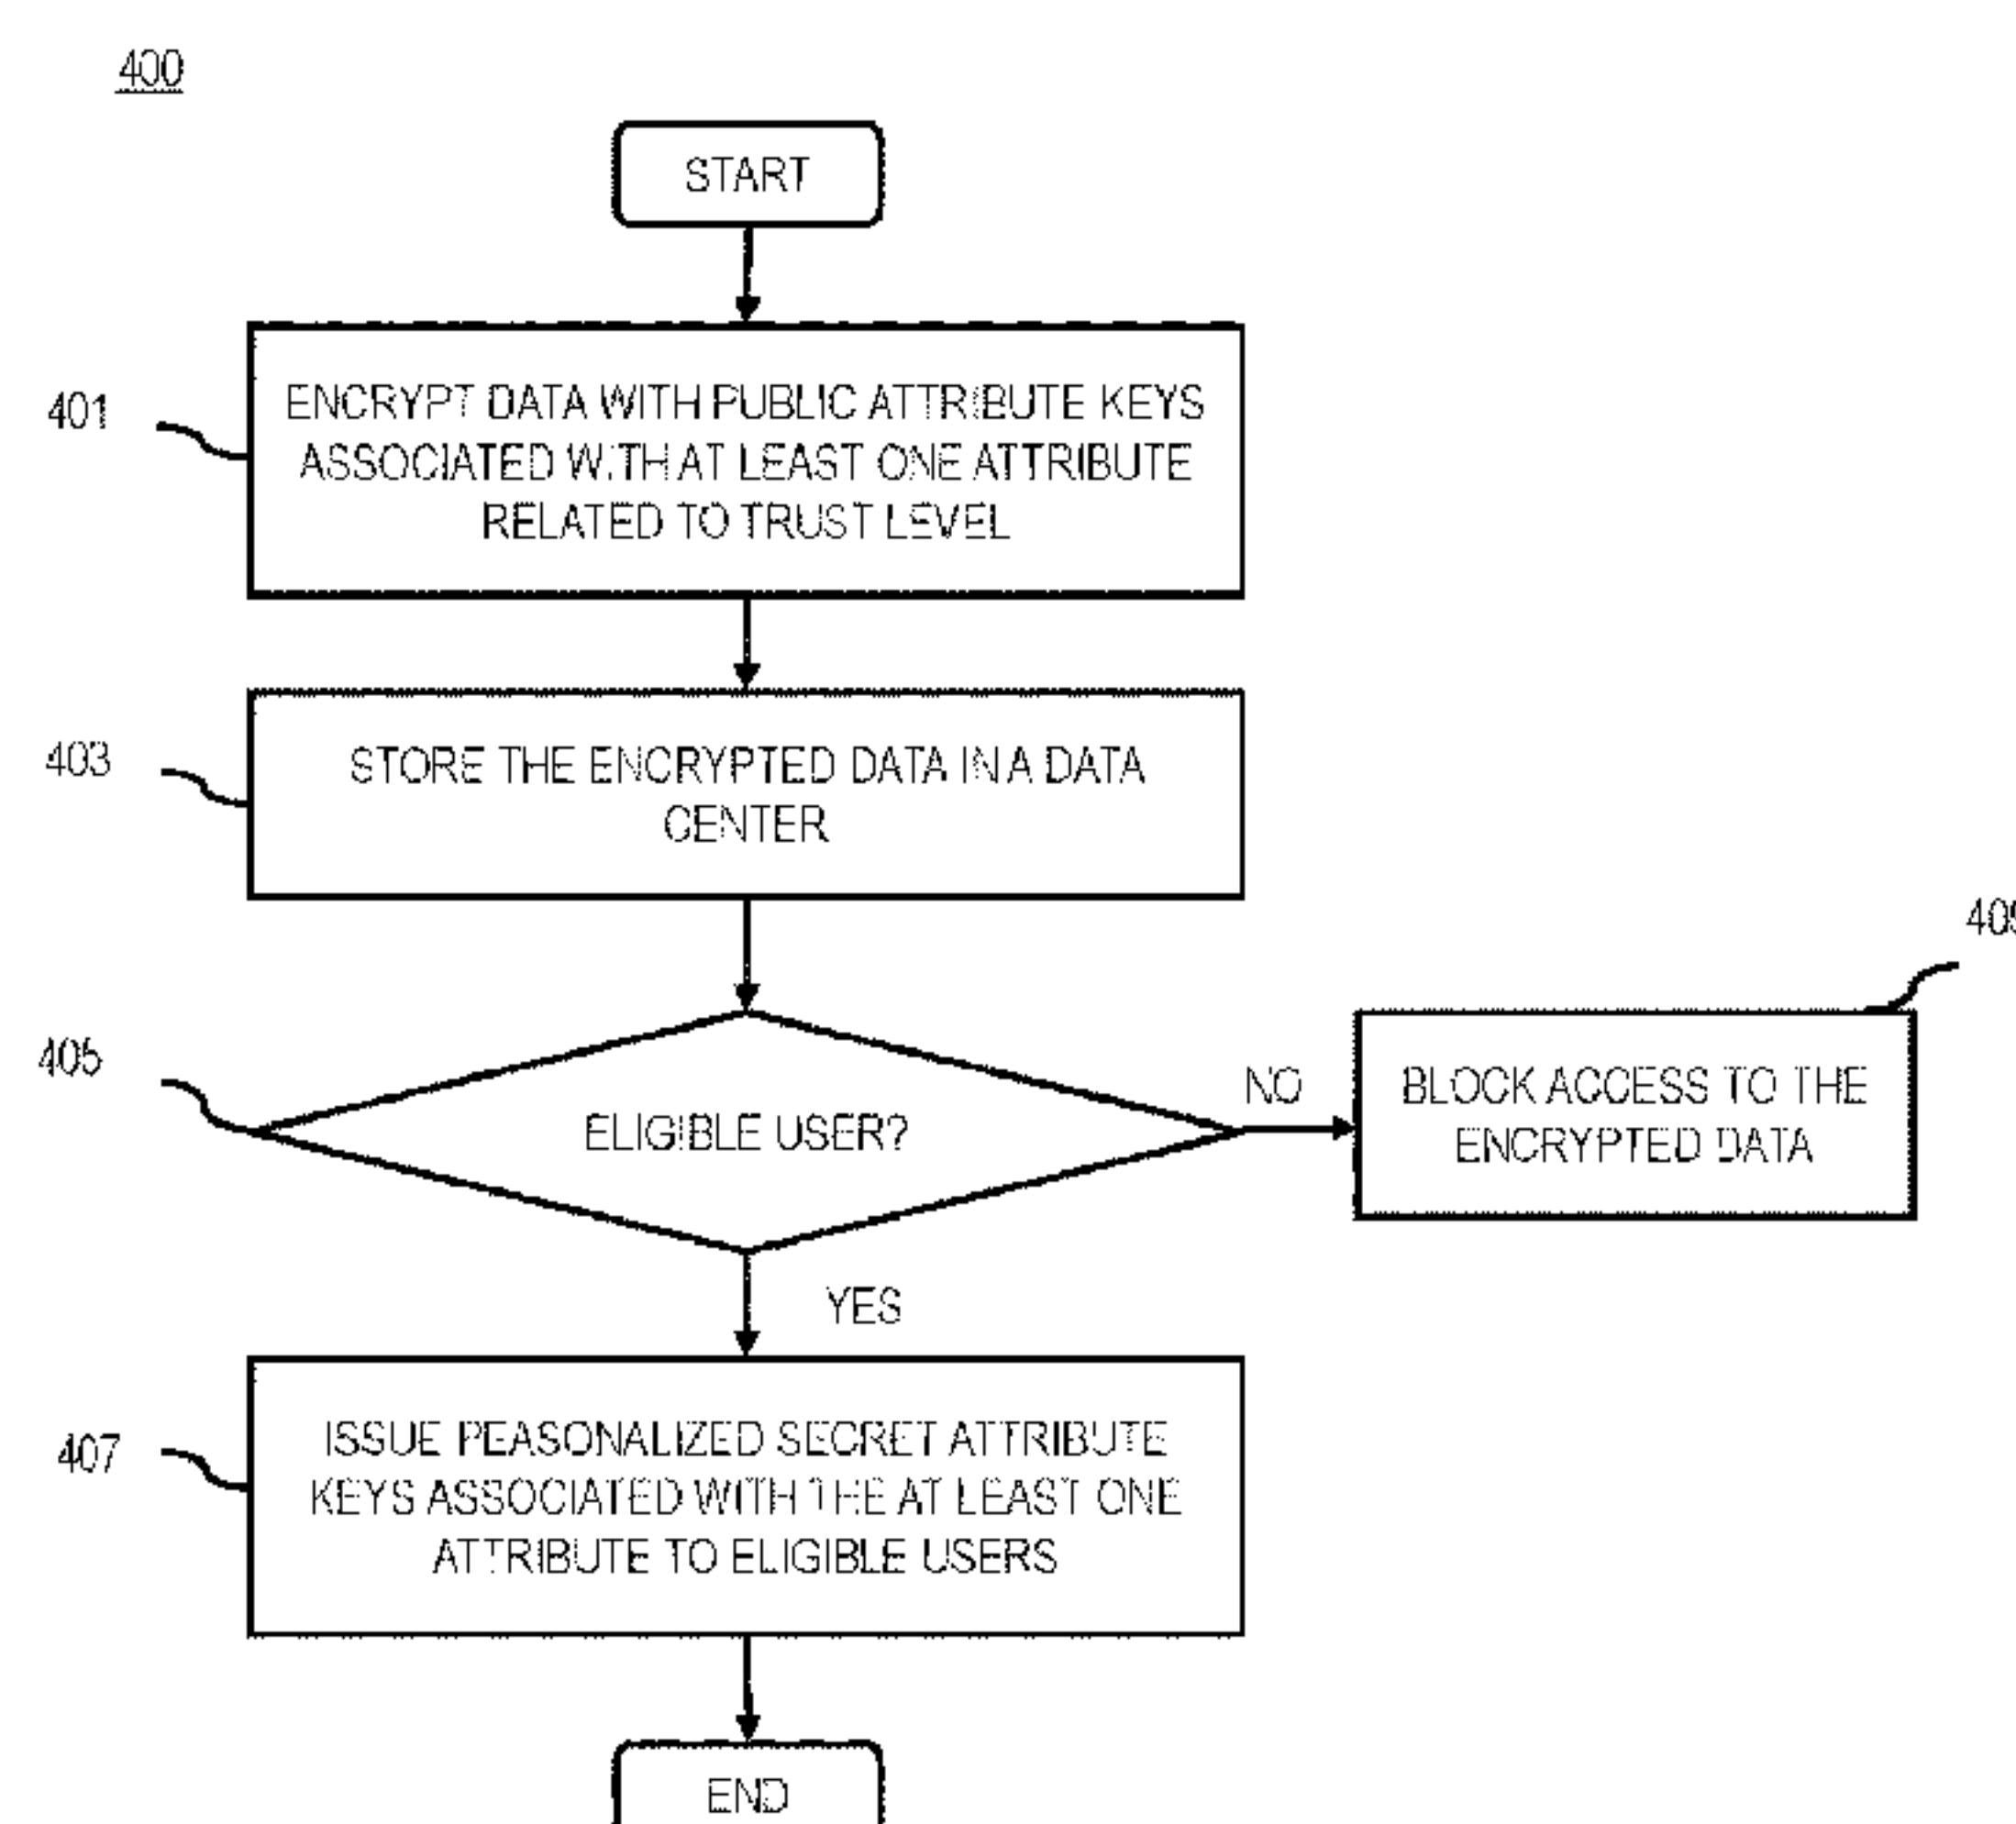 400
START
401
ENCRYPT DATA WITH PUBLIC ATTRIBUTE KEYS
ASSOCIATED WITH AT LEAST ONE ATTRIBUTE
RELATED TO TRUST LEVEL
403
STORE THE ENCRYPTED DATA IN A DATA
CENTER
405
ELIGIBLE USER?
NO
409
BLOCK ACCESS TO THE
ENCRYPTED DATA
YES
407
ISSUE PEASONALIZED SECRET ATTRIBUTE
KEYS ASSOCIATED WITH THE AT LEAST ONE
ATTRIBUTE TO ELIGIBLE USERS
END